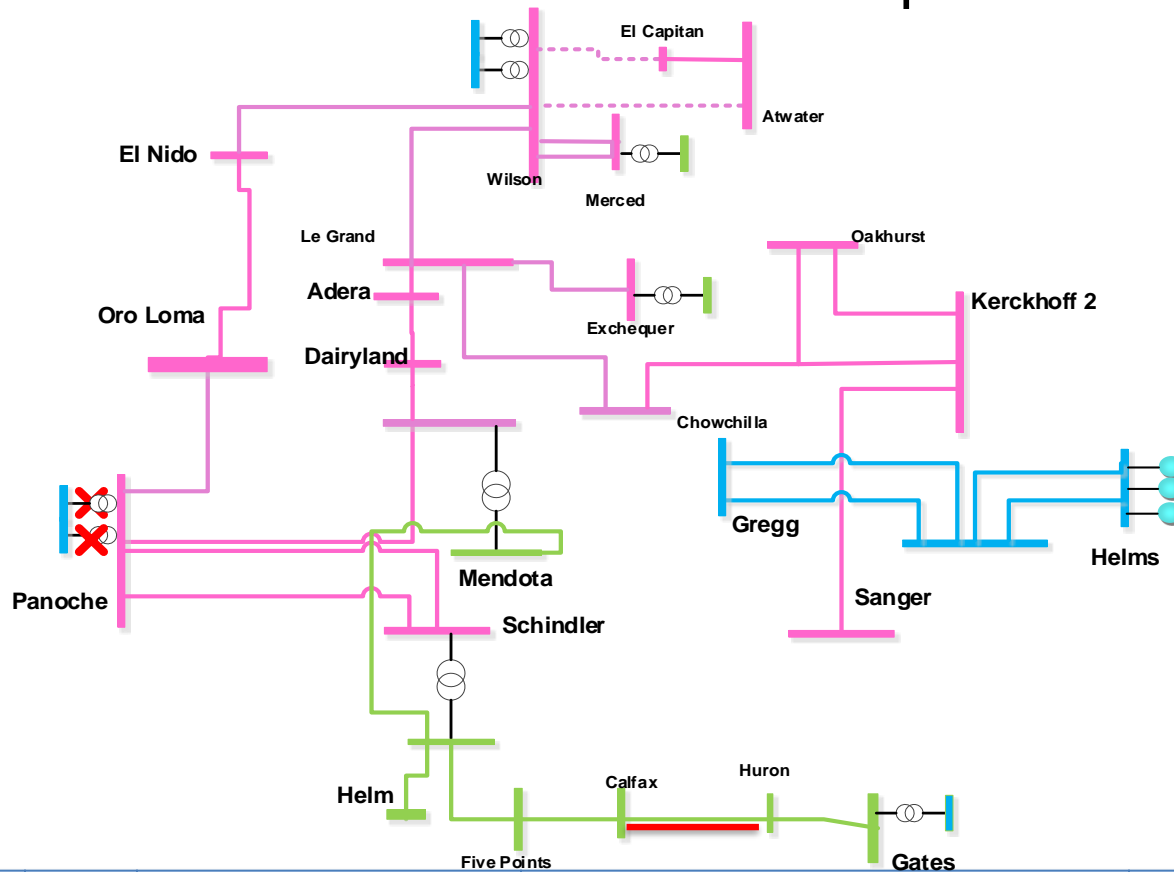 El Capitan
Atwater
El Nido
Wilson
Merced
Le Grand
Oakhurst
Adera
Kerckhoff 2
Oro Loma
Exchequer
Dairyland
Chowchilla
Gregg
Helms
Mendota
Panoche
Sanger
Schindler
Huron
Calfax
Helm
Five Points
Gates